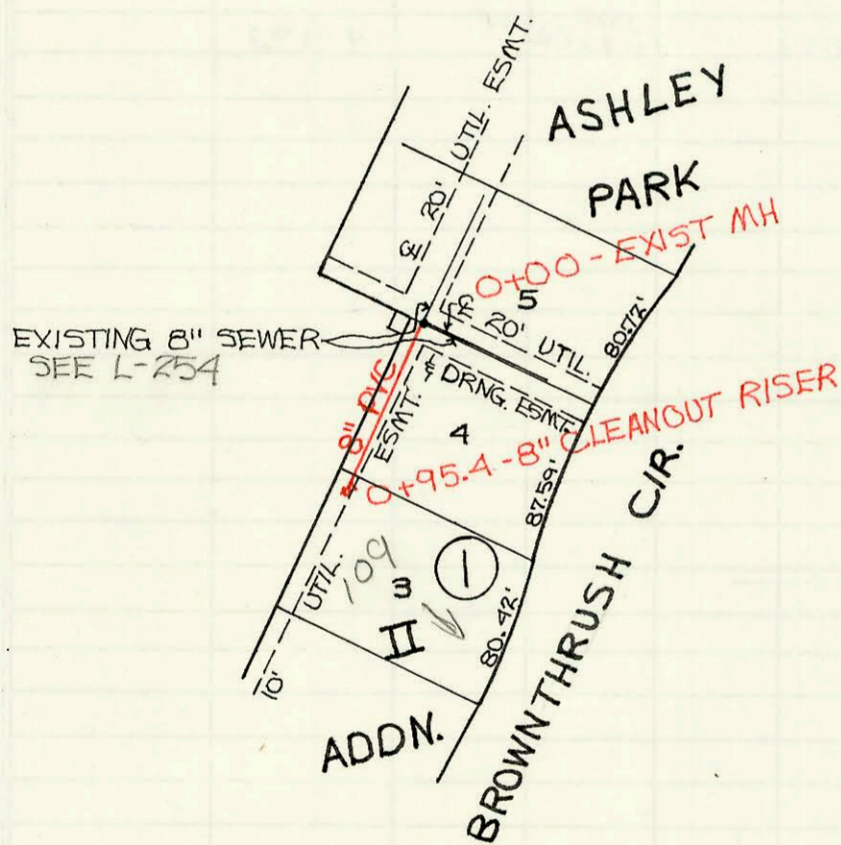 ℄ 20' UTIL. ESMT.
ASHLEY
PARK
0+00 - EXIST MH
5
80.72'
℄ 20' UTIL.
& DRNG. ESMT.
EXISTING 8" SEWER
SEE L-254
8" PVC
ESMT.
4
0+95.4-8" CLEANOUT RISER
87.59'
UTIL.
109
3
1
II
80.42'
10'
ADDN.
BROWNTHRUSH CIR.